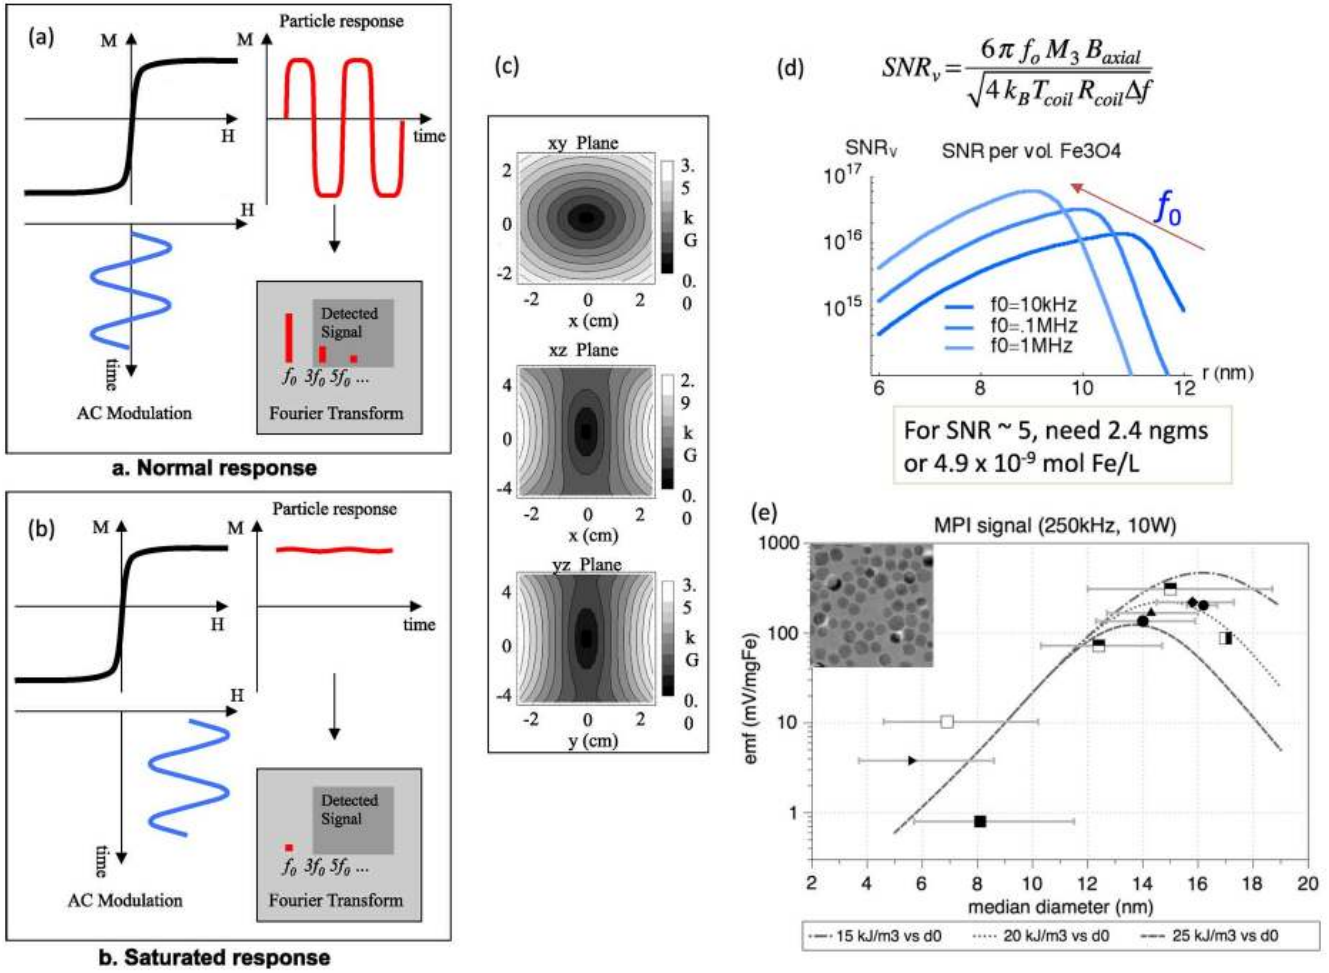 (a)
M
H
M
Particle response
time
H
time
AC Modulation
Detected
Signal
f0 3f0 5f0 ...
Fourier Transform
a. Normal response
(b)
M
H
M
Particle response
time
H
time
AC Modulation
Detected
Signal
f0 3f0 5f0 ...
Fourier Transform
b. Saturated response
(c)
xy Plane
2
0
-2
-2 0 2
x (cm)
3.
5
k
G
0.
0
xz Plane
4
0
-4
-2 0 2
x (cm)
2.
9
k
G
0.
0
yz Plane
4
0
-4
-2 0 2
y (cm)
3.
5
k
G
0.
0
(d)
SNRv = 6π fo M3 Baxial / √4 kB Tcoil Rcoil Δf
SNRv
SNR per vol. Fe3O4
10^17
10^16
10^15
f0
f0=10kHz
f0=.1MHz
f0=1MHz
6 8 10 12
r (nm)
For SNR ~ 5, need 2.4 ngms
or 4.9 x 10^-9 mol Fe/L
(e)
MPI signal (250kHz, 10W)
1000
100
10
1
emf (mV/mgFe)
2 4 6 8 10 12 14 16 18 20
median diameter (nm)
15 kJ/m3 vs d0 20 kJ/m3 vs d0 25 kJ/m3 vs d0